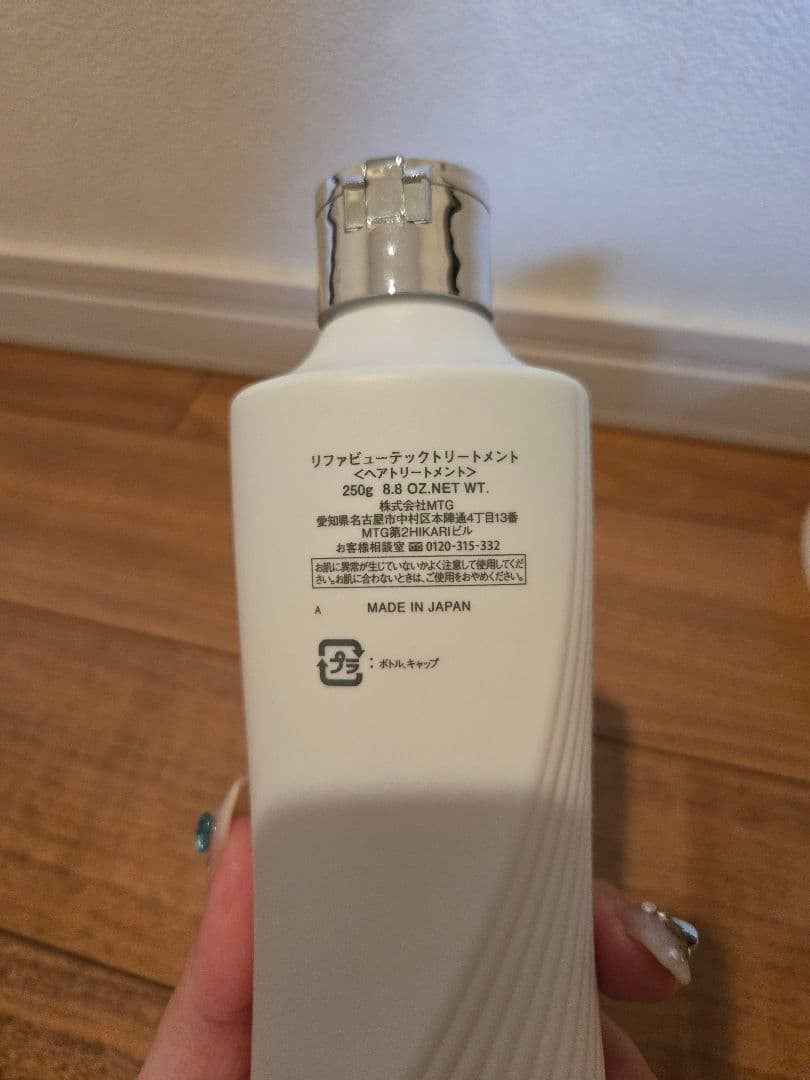 リファビューテックトリートメント
<ヘアトリートメント>
250g 8.8 OZ.NET WT.
株式会社MTG
愛知県名古屋市中村区本陣通4丁目13番
MTG第2HIKARIビル
お客様相談室 0120-315-332
お肌に異常が生じていないかよく注意して使用してくだ
さい。お肌に合わないときは、ご使用をおやめください。
A MADE IN JAPAN
プラ : ボトル、キャップ